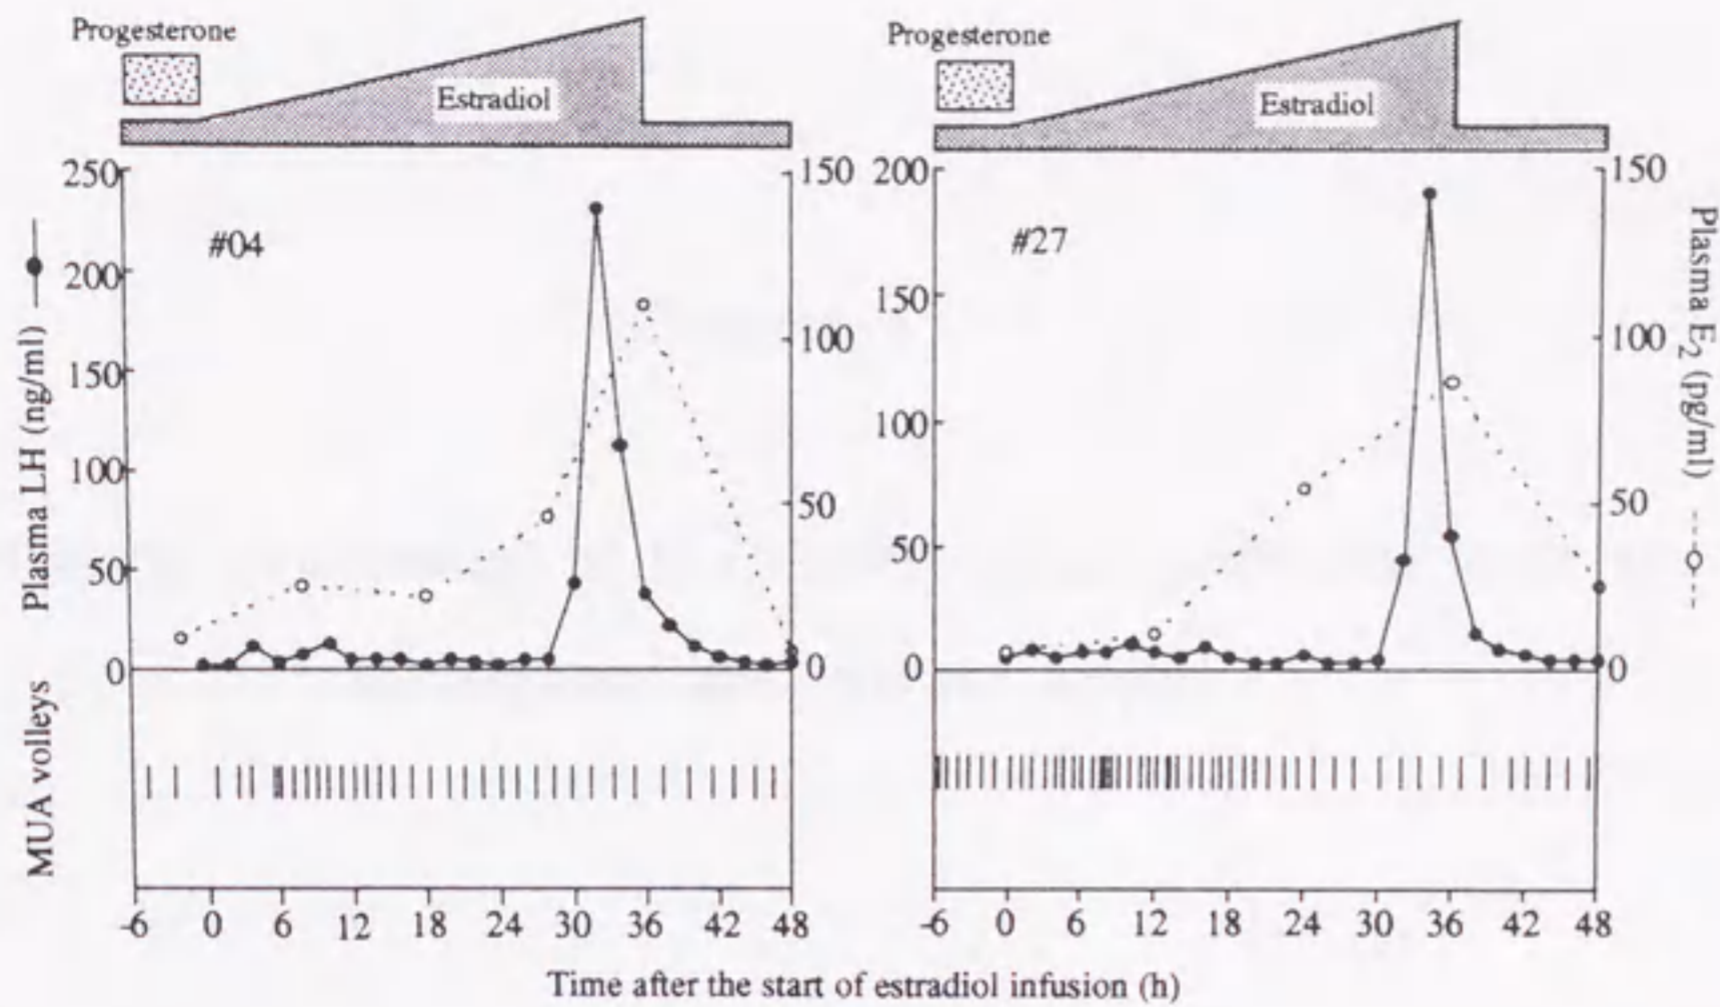 Progesterone
Estradiol
Progesterone
Estradiol
250
200
150
100
50
0
150
100
50
0
#04
200
150
100
50
0
150
100
50
0
#27
Plasma LH (ng/ml)
MUA volleys
Plasma E2 (pg/ml)
-6 0 6 12 18 24 30 36 42 48
-6 0 6 12 18 24 30 36 42 48
Time after the start of estradiol infusion (h)